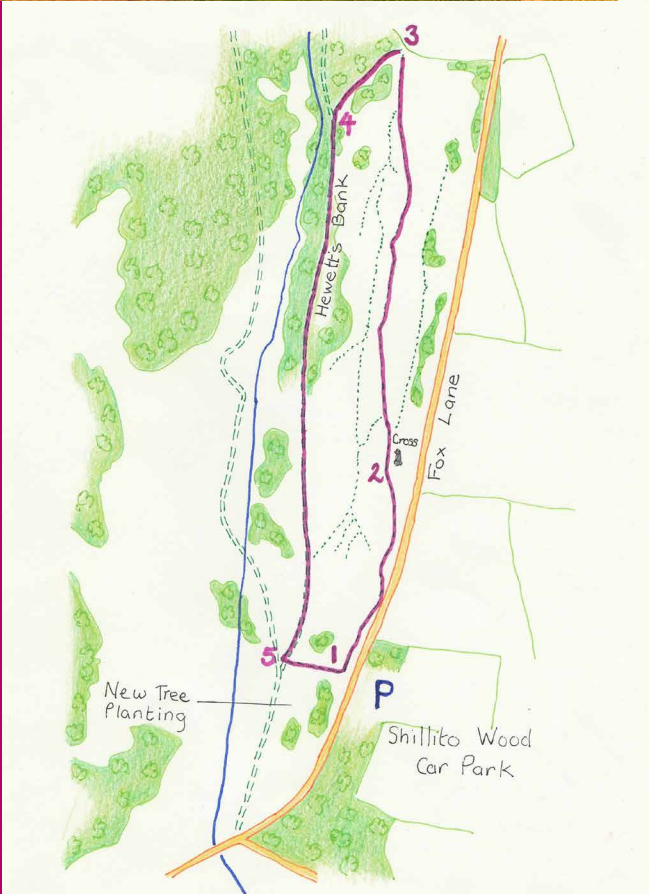 3
4
Hewett's Bank
Fox Lane
Cross
2
5
1
P
New Tree
Planting
Shillito Wood
Car Park